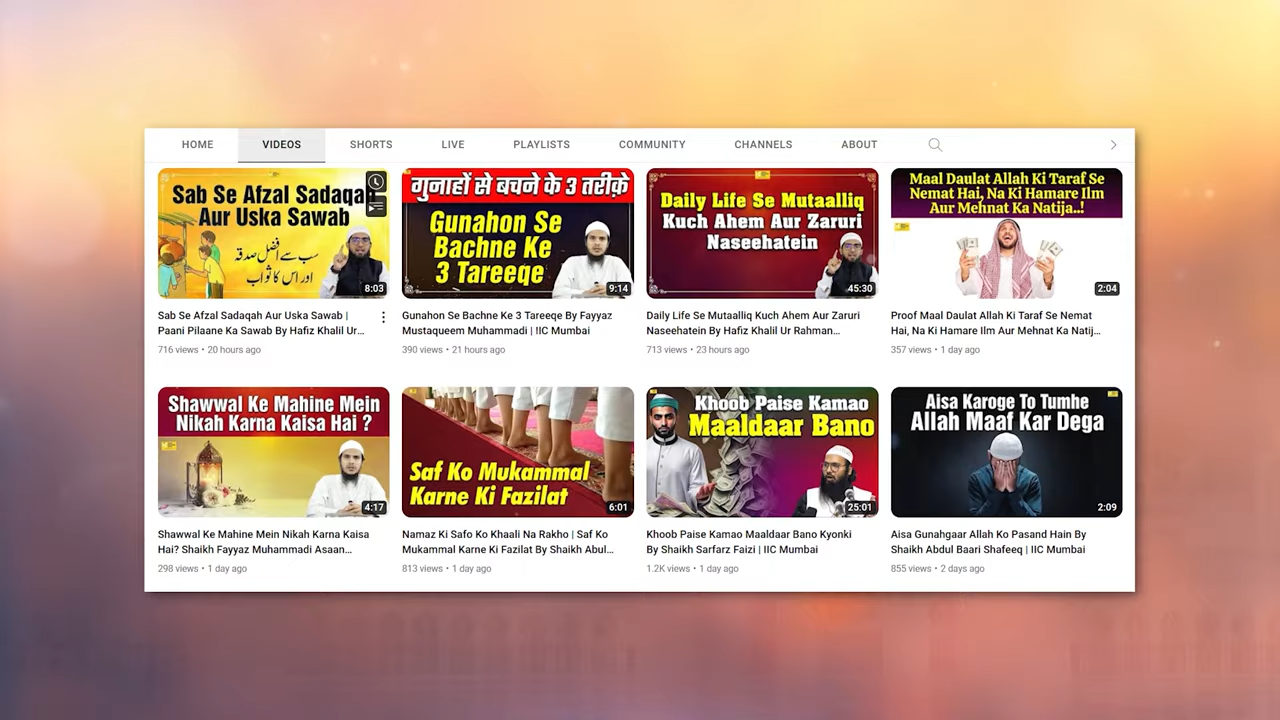 HOME VIDEOS SHORTS LIVE PLAYLISTS COMMUNITY CHANNELS ABOUT
Sab Se Afzal Sadaqah
Aur Uska Sawab
سب سے افضل صدقہ
اور اس کا ثواب
8:03
Sab Se Afzal Sadaqah Aur Uska Sawab |
Paani Pilaane Ka Sawab By Hafiz Khalil Ur...
716 views • 20 hours ago
गुनाहों से बचने के 3 तरीक़े
Gunahon Se
Bachne Ke
3 Tareeqe
9:14
Gunahon Se Bachne Ke 3 Tareeqe By Fayyaz
Mustaqueem Muhammadi | !IC Mumbai
390 views • 21 hours ago
Daily Life Se Mutaalliq
Kuch Ahem Aur Zaruri
Naseehatein
45:30
Daily Life Se Mutaalliq Kuch Ahem Aur Zaruri
Naseehatein By Hafiz Khalil Ur Rahman...
713 views • 23 hours ago
Maal Daulat Allah Ki Taraf Se
Nemat Hai, Na Ki Hamare Ilm
Aur Mehnat Ka Natija..!
2:04
Proof Maal Daulat Allah Ki Taraf Se Nemat
Hai, Na Ki Hamare Ilm Aur Mehnat Ka Natij...
357 views • 1 day ago
Shawwal Ke Mahine Mein
Nikah Karna Kaisa Hai ?
4:17
Shawwal Ke Mahine Mein Nikah Karna Kaisa
Hai? Shaikh Fayyaz Muhammadi Asaan...
298 views • 1 day ago
Saf Ko Mukammal
Karne Ki Fazilat
6:01
Namaz Ki Safo Ko Khaali Na Rakho | Saf Ko
Mukammal Karne Ki Fazilat By Shaikh Abul...
813 views • 1 day ago
Khoob Paise Kamao
Maaldaar Bano
25:01
Khoob Paise Kamao Maaldaar Bano Kyonki
By Shaikh Sarfarz Faizi | IIC Mumbai
1.2K views • 1 day ago
Aisa Karoge To Tumhe
Allah Maaf Kar Dega
2:09
Aisa Gunahgaar Allah Ko Pasand Hain By
Shaikh Abdul Baari Shafeeq | IIC Mumbai
855 views • 2 days ago